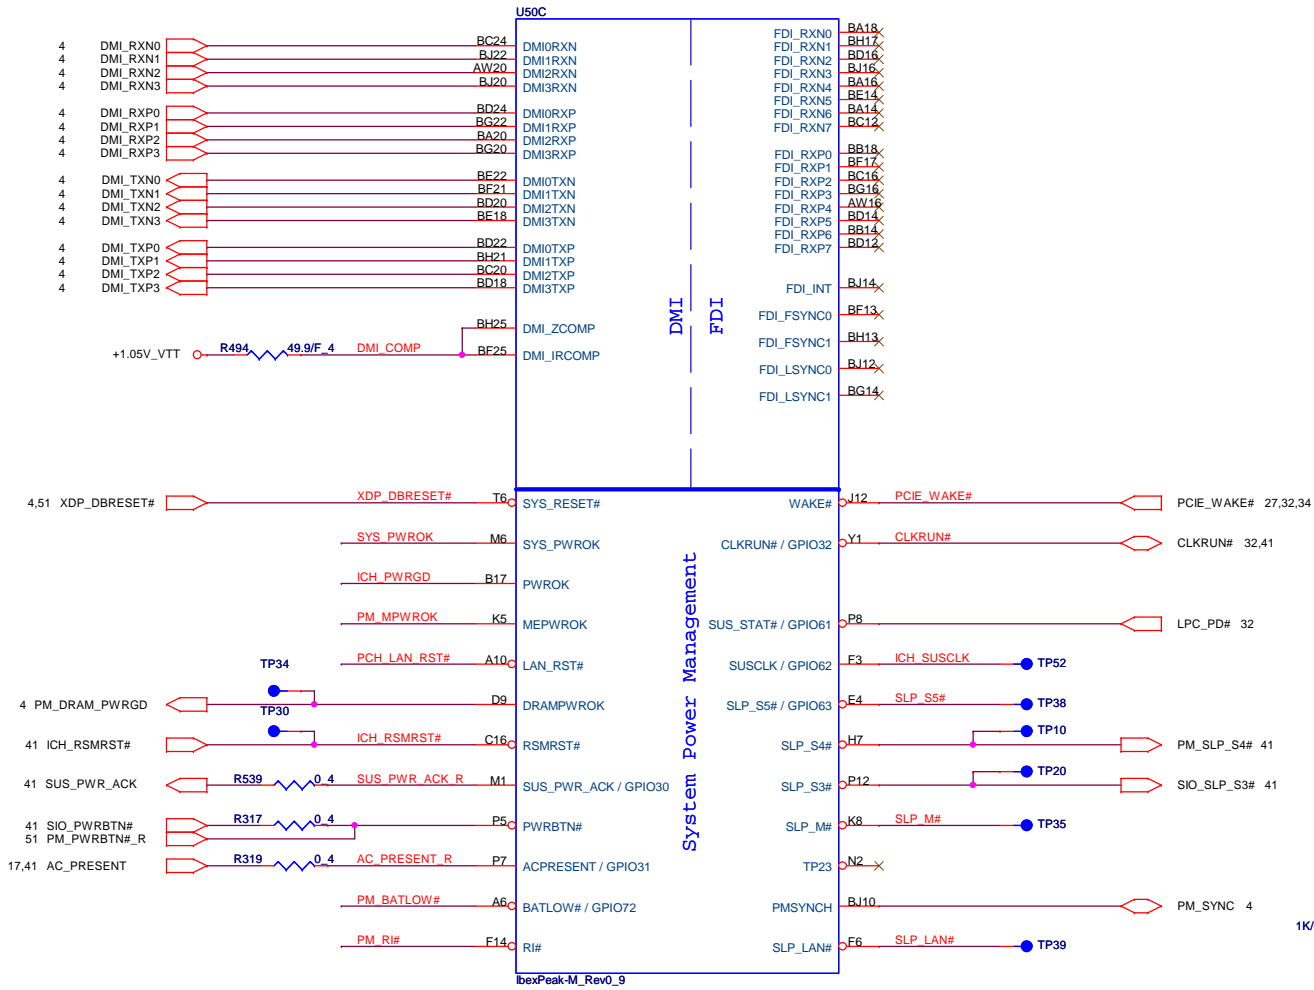 U50C
4 DMI_RXN0 BC24 DMI0RXN FDI_RXN0 BA18
4 DMI_RXN1 BJ22 DMI1RXN FDI_RXN1 BH17
4 DMI_RXN2 AW20 DMI2RXN FDI_RXN2 BD16
4 DMI_RXN3 BJ20 DMI3RXN FDI_RXN3 BJ16
FDI_RXN4 BA16
FDI_RXN5 BE14
4 DMI_RXP0 BD24 DMI0RXP FDI_RXN6 BA14
4 DMI_RXP1 BG22 DMI1RXP FDI_RXN7 BC12
4 DMI_RXP2 BA20 DMI2RXP
4 DMI_RXP3 BG20 DMI3RXP FDI_RXP0 BB18
FDI_RXP1 BF17
4 DMI_TXN0 BE22 DMI0TXN FDI_RXP2 BC16
4 DMI_TXN1 BF21 DMI1TXN FDI_RXP3 BG16
4 DMI_TXN2 BD20 DMI2TXN FDI_RXP4 AW16
4 DMI_TXN3 BE18 DMI3TXN FDI_RXP5 BD14
FDI_RXP6 BB14
4 DMI_TXP0 BD22 DMI0TXP FDI_RXP7 BD12
4 DMI_TXP1 BH21 DMI1TXP
4 DMI_TXP2 BC20 DMI2TXP
4 DMI_TXP3 BD18 DMI3TXP FDI_INT BJ14
DMI FDI
FDI_FSYNC0 BF13
BH25 DMI_ZCOMP
FDI_FSYNC1 BH13
+1.05V_VTT R494 49.9/F_4 DMI_COMP BF25 DMI_IRCOMP
FDI_LSYNC0 BJ12
FDI_LSYNC1 BG14
4,51 XDP_DBRESET# XDP_DBRESET# T6 SYS_RESET# WAKE# J12 PCIE_WAKE# PCIE_WAKE# 27,32,34
SYS_PWROK M6 SYS_PWROK CLKRUN# / GPIO32 Y1 CLKRUN# CLKRUN# 32,41
ICH_PWRGD B17 PWROK
System Power Management
PM_MPWROK K5 MEPWROK SUS_STAT# / GPIO61 P8 LPC_PD# 32
PCH_LAN_RST# A10 LAN_RST# SUSCLK / GPIO62 F3 ICH_SUSCLK TP52
TP34
4 PM_DRAM_PWRGD D9 DRAMPWROK SLP_S5# / GPIO63 E4 SLP_S5# TP38
TP30 TP10
41 ICH_RSMRST# ICH_RSMRST# C16 RSMRST# SLP_S4# H7 PM_SLP_S4# 41
TP20
41 SUS_PWR_ACK R539 0_4 SUS_PWR_ACK_R M1 SUS_PWR_ACK / GPIO30 SLP_S3# P12 SIO_SLP_S3# 41
41 SIO_PWRBTN# R317 0_4 P5 PWRBTN# SLP_M# K8 SLP_M# TP35
51 PM_PWRBTN#_R
17,41 AC_PRESENT R319 0_4 AC_PRESENT_R P7 ACPRESENT / GPIO31 TP23 N2
PM_BATLOW# A6 BATLOW# / GPIO72 PMSYNCH BJ10 PM_SYNC 4
1K/
PM_RI# F14 RI# SLP_LAN# F6 SLP_LAN# TP39
IbexPeak-M_Rev0_9